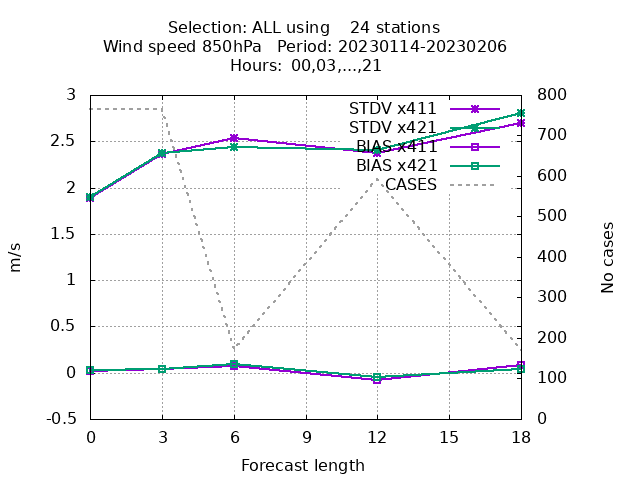 Selection: ALL using    24 stations
Wind speed 850hPa   Period: 20230114-20230206
Hours:  00,03,...,21
3
2.5
2
1.5
1
0.5
0
-0.5
m/s
STDV x411
STDV x421
BIAS x411
BIAS x421
CASES
800
700
600
500
400
300
200
100
0
No cases
0 3 6 9 12 15 18
Forecast length